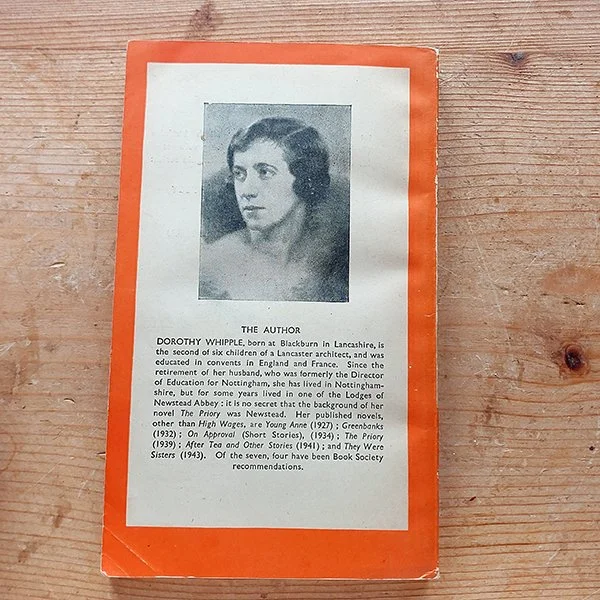 THE AUTHOR
DOROTHY WHIPPLE, born at Blackburn in Lancashire, is
the second of six children of a Lancaster architect, and was
educated in convents in England and France. Since the
retirement of her husband, who was formerly the Director
of Education for Nottingham, she has lived in Nottingham-
shire, but for some years lived in one of the Lodges of
Newstead Abbey : it is no secret that the background of her
novel The Priory was Newstead. Her published novels,
other than High Wages, are Young Anne (1927) ; Greenbanks
(1932) ; On Approval (Short Stories), (1934) ; The Priory
(1939) ; After Tea and Other Stories (1941) ; and They Were
Sisters (1943). Of the seven, four have been Book Society
recommendations.